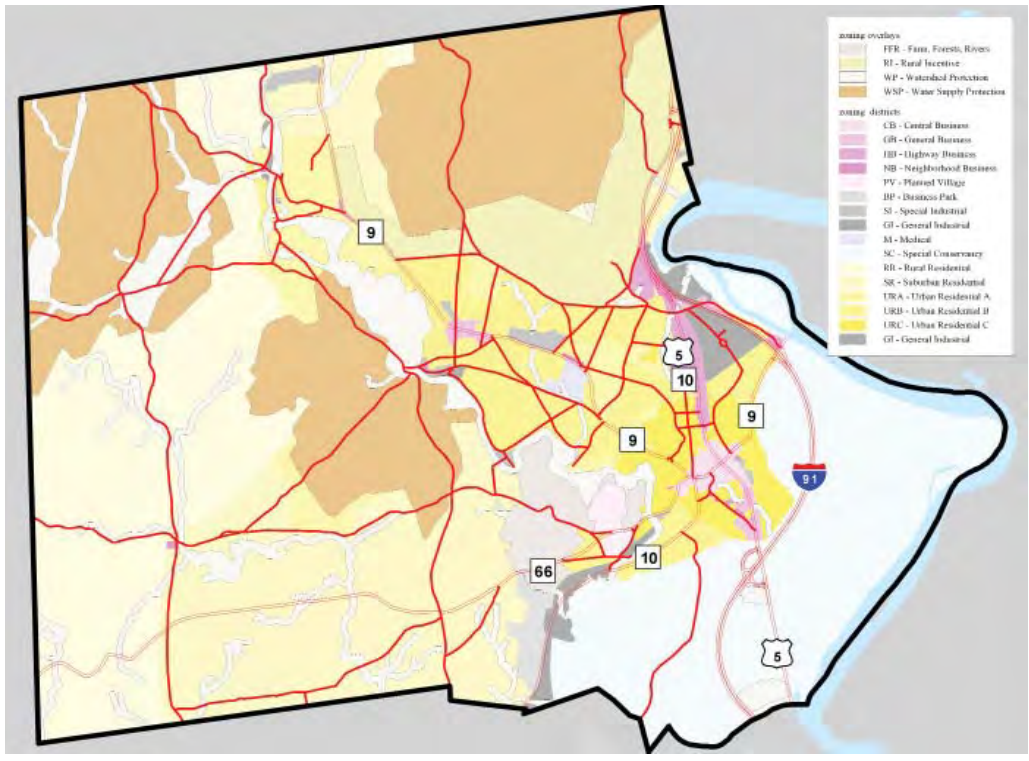 zoning overlays
FFR - Farm, Forests, Rivers
RI - Rural Incentive
WP - Watershed Protection
WSP - Water Supply Protection
zoning districts
CB - Central Business
GB - General Business
HB - Highway Business
NB - Neighborhood Business
PV - Planned Village
BP - Business Park
SI - Special Industrial
GI - General Industrial
M - Medical
SC - Special Conservancy
RR - Rural Residential
SR - Suburban Residential
URA - Urban Residential A
URB - Urban Residential B
URC - Urban Residential C
GI - General Industrial
9
5
10
9
9
91
10
66
5